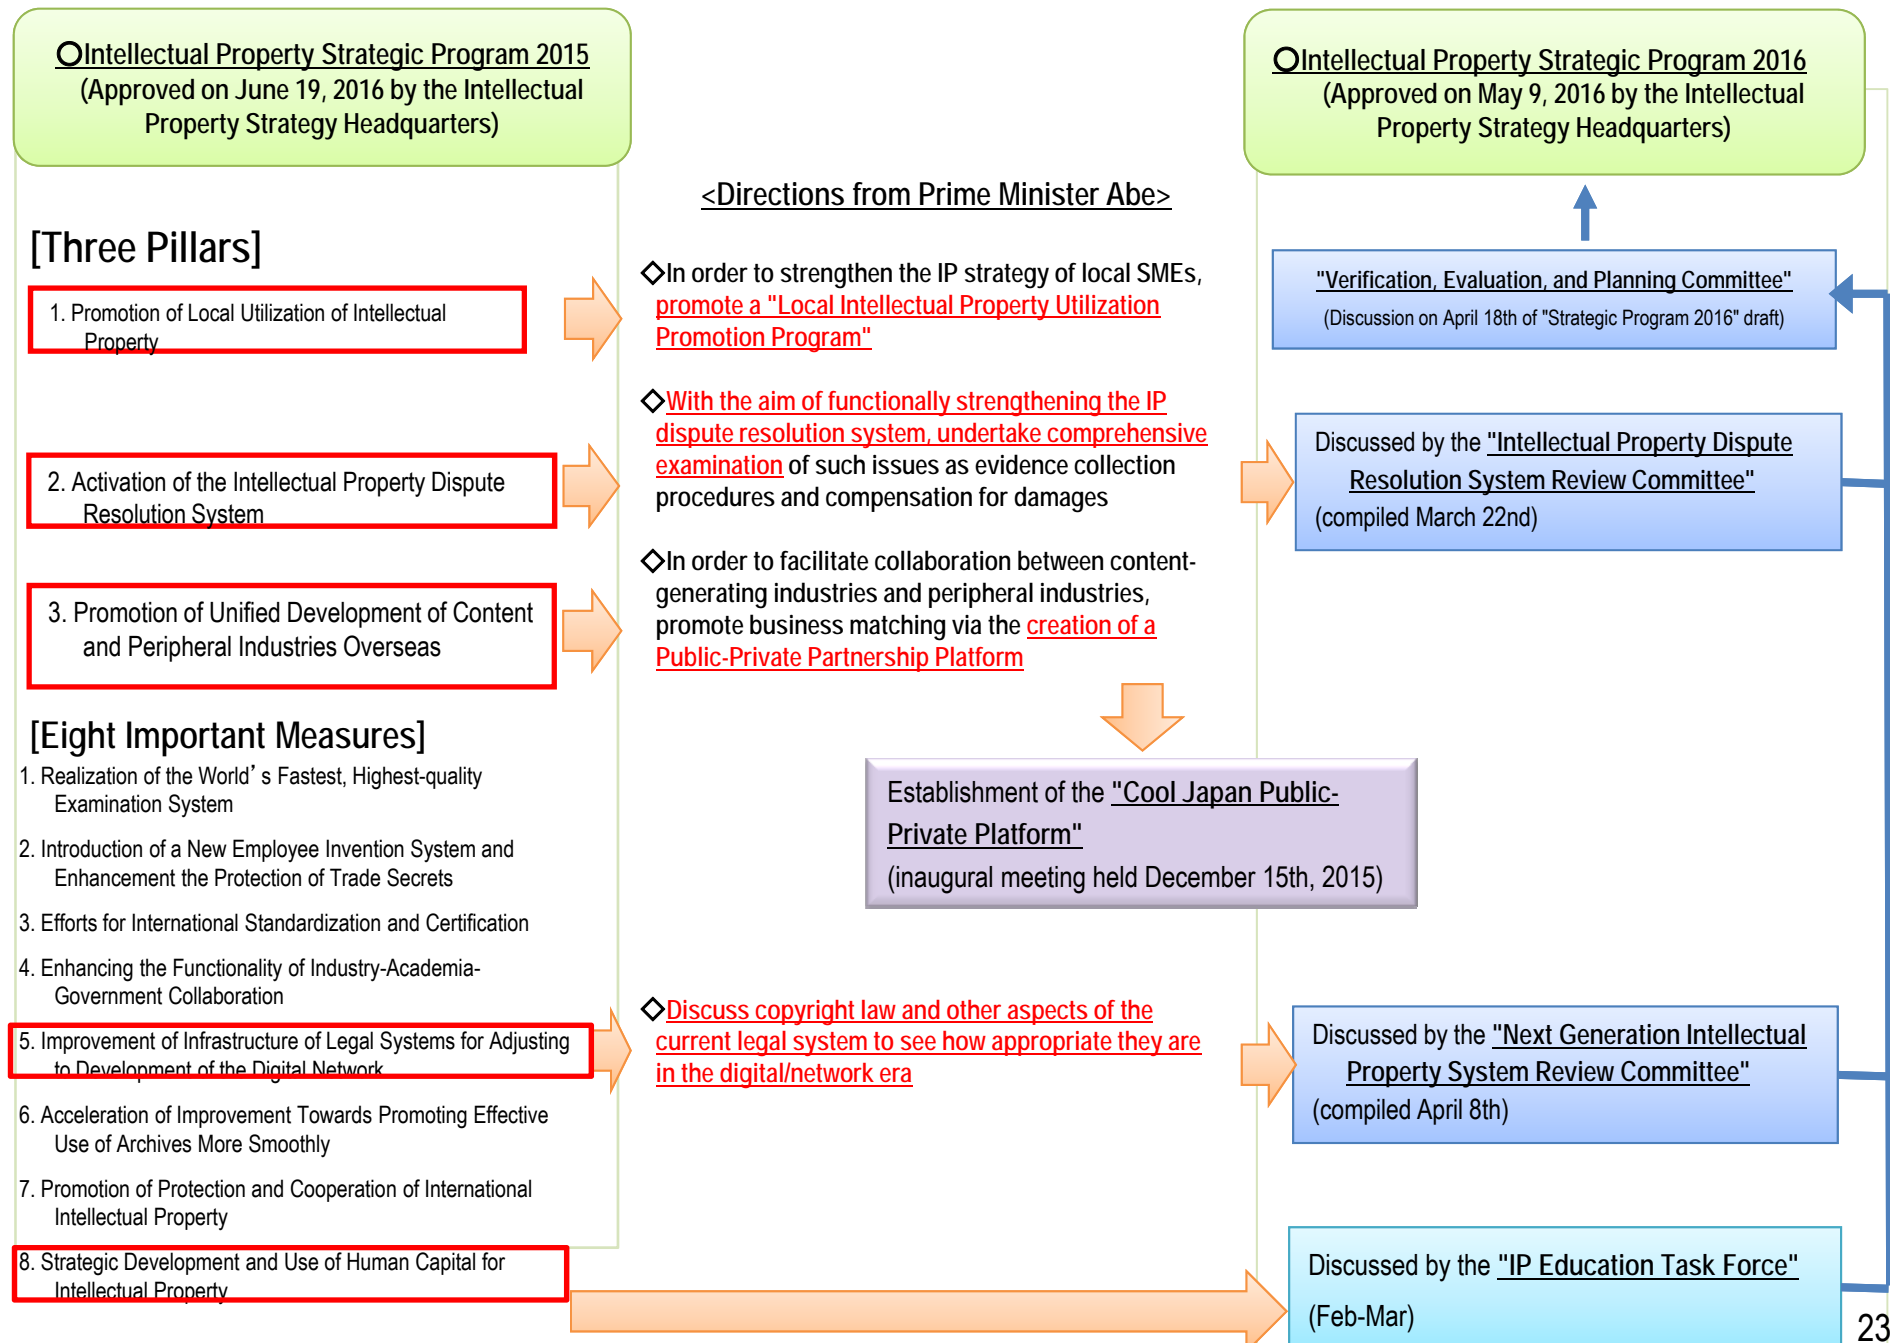 ○Intellectual Property Strategic Program 2015
(Approved on June 19, 2016 by the Intellectual
Property Strategy Headquarters)
[Three Pillars]
1. Promotion of Local Utilization of Intellectual
Property
2. Activation of the Intellectual Property Dispute
Resolution System
3. Promotion of Unified Development of Content
and Peripheral Industries Overseas
[Eight Important Measures]
1. Realization of the World's Fastest, Highest-quality
Examination System
2. Introduction of a New Employee Invention System and
Enhancement the Protection of Trade Secrets
3. Efforts for International Standardization and Certification
4. Enhancing the Functionality of Industry-Academia-
Government Collaboration
5. Improvement of Infrastructure of Legal Systems for Adjusting
to Development of the Digital Network
6. Acceleration of Improvement Towards Promoting Effective
Use of Archives More Smoothly
7. Promotion of Protection and Cooperation of International
Intellectual Property
8. Strategic Development and Use of Human Capital for
Intellectual Property
<Directions from Prime Minister Abe>
◇In order to strengthen the IP strategy of local SMEs,
promote a "Local Intellectual Property Utilization
Promotion Program"
◇With the aim of functionally strengthening the IP
dispute resolution system, undertake comprehensive
examination of such issues as evidence collection
procedures and compensation for damages
◇In order to facilitate collaboration between content-
generating industries and peripheral industries,
promote business matching via the creation of a
Public-Private Partnership Platform
Establishment of the "Cool Japan Public-
Private Platform"
(inaugural meeting held December 15th, 2015)
◇Discuss copyright law and other aspects of the
current legal system to see how appropriate they are
in the digital/network era
○Intellectual Property Strategic Program 2016
(Approved on May 9, 2016 by the Intellectual
Property Strategy Headquarters)
"Verification, Evaluation, and Planning Committee"
(Discussion on April 18th of "Strategic Program 2016" draft)
Discussed by the "Intellectual Property Dispute
Resolution System Review Committee"
(compiled March 22nd)
Discussed by the "Next Generation Intellectual
Property System Review Committee"
(compiled April 8th)
Discussed by the "IP Education Task Force"
(Feb-Mar)
23